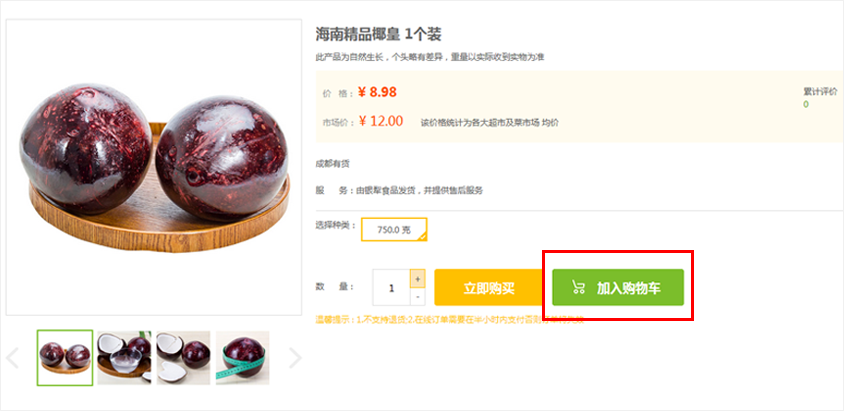 海南精品椰皇 1个装
此产品为自然生长，个头略有差异，重量以实际收到实物为准
价 格： ¥ 8.98
累计评价
0
市场价： ¥ 12.00 该价格统计为各大超市及菜市场 均价
成都有货
服 务：由银犁食品发货，并提供售后服务
选择种类： 750.0 克
数 量： 1 + - 立即购买 加入购物车
温馨提示：1.不支持退货;2.在线订单需要在半小时内支付否则